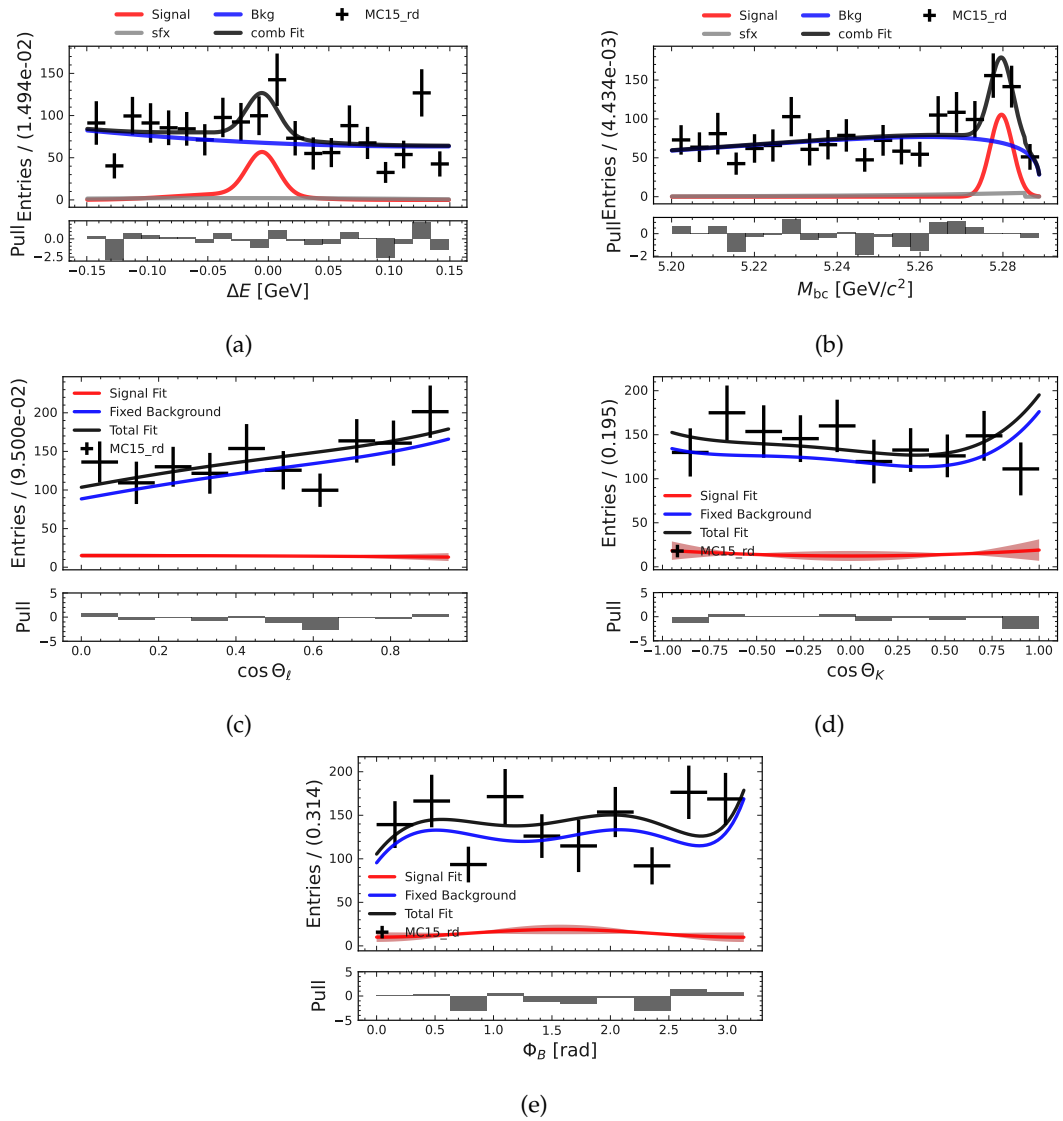 Signal Bkg MC15_rd
sfx comb Fit
Entries / (1.494e-02)
150
100
50
0
Pull
0.0
−2.5
−0.15 −0.10 −0.05 0.00 0.05 0.10 0.15
ΔE [GeV]
(a)
Signal Bkg MC15_rd
sfx comb Fit
Entries / (4.434e-03)
150
100
50
0
Pull
0
−2
5.20 5.22 5.24 5.26 5.28
M_bc [GeV/c²]
(b)
Entries / (9.500e-02)
200
150
100
50
0
Signal Fit
Fixed Background
Total Fit
MC15_rd
Pull
5
0
−5
0.0 0.2 0.4 0.6 0.8
cos Θ_ℓ
(c)
Entries / (0.195)
200
150
100
50
0
Signal Fit
Fixed Background
Total Fit
MC15_rd
Pull
5
0
−5
−1.00 −0.75 −0.50 −0.25 0.00 0.25 0.50 0.75 1.00
cos Θ_K
(d)
Entries / (0.314)
200
150
100
50
0
Signal Fit
Fixed Background
Total Fit
MC15_rd
Pull
5
0
−5
0.0 0.5 1.0 1.5 2.0 2.5 3.0
Φ_B [rad]
(e)